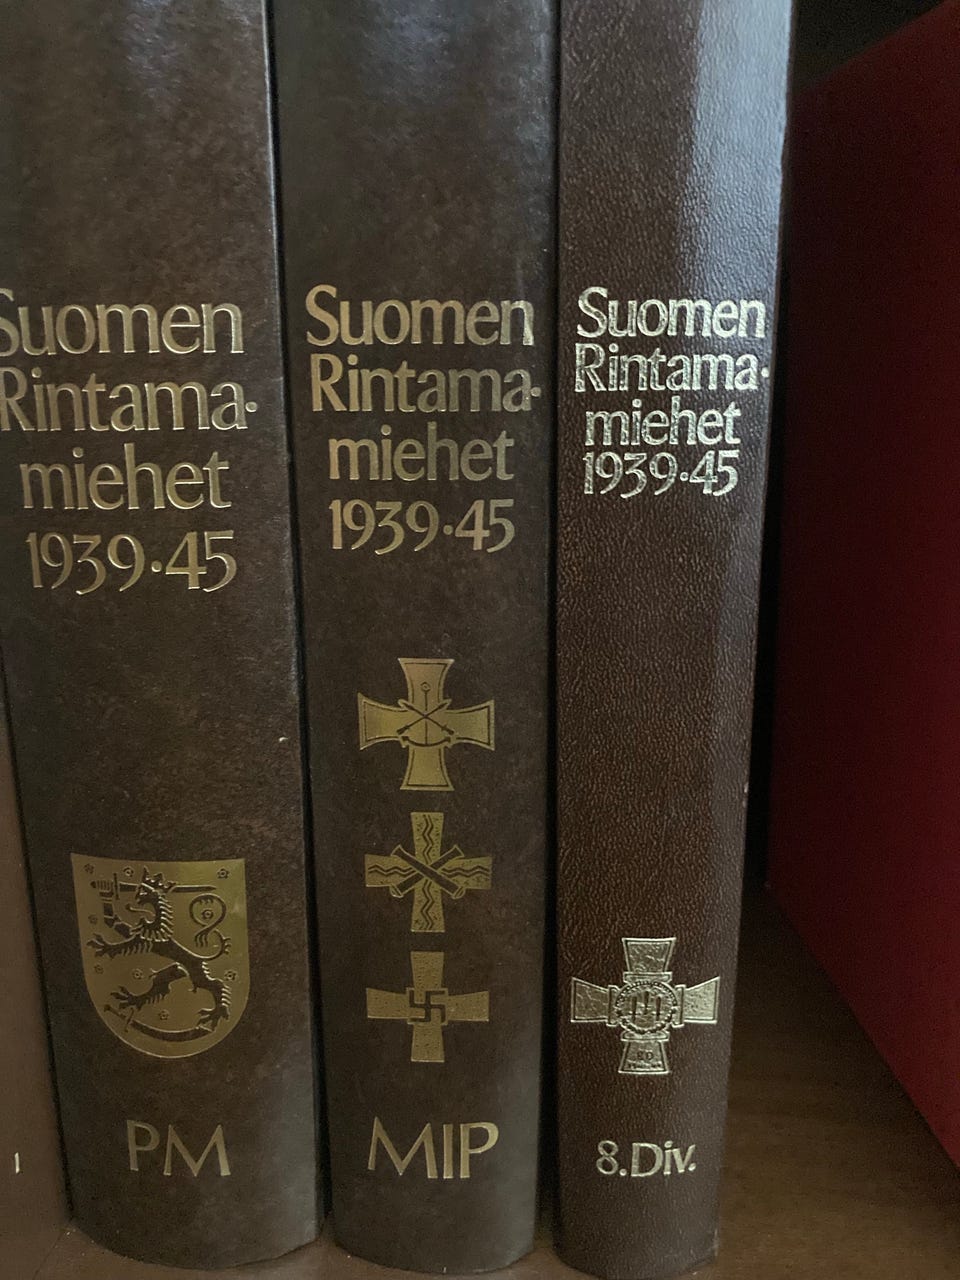 Suomen
Rintama-
miehet
1939·45
PM
Suomen
Rintama-
miehet
1939·45
MIP
Suomen
Rintama-
miehet
1939·45
8.Div.